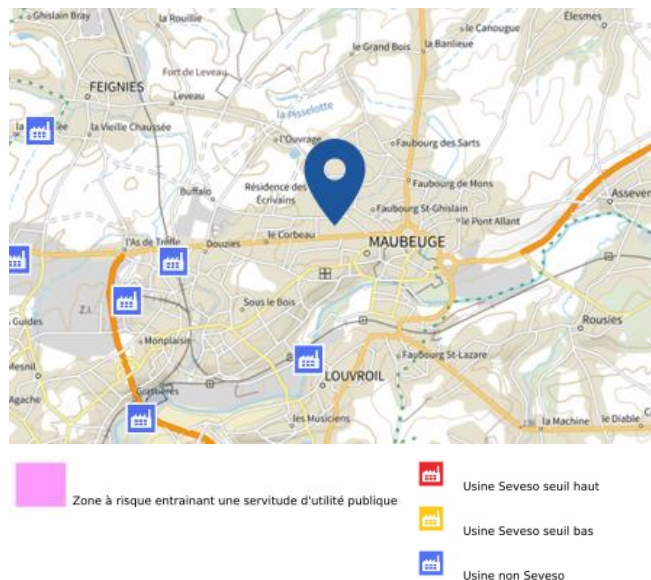 Ghislain Bray
la Rouillie
le Canougue
Élesmes
le Grand Bois
la Banlieue
Fort de Leveau
FEIGNIES
Leveau
la Pisselotte
la Vieille Chaussée
l'Ouvrage
Faubourg des Sarts
Résidence des
Écrivains
Buffalo
Faubourg de Mons
Faubourg St-Ghislain
le Pont Allant
Asseven
l'As de Trèfle
Douzies
le Corbeau
MAUBEUGE
Z.I.
Sous le Bois
Guides
Rousies
Monplaisir
Mesnil
Agache
Faubourg St-Lazare
LOUVROIL
les Musiciens
la Machine
le Diable
Zone à risque entrainant une servitude d'utilité publique
Usine Seveso seuil haut
Usine Seveso seuil bas
Usine non Seveso